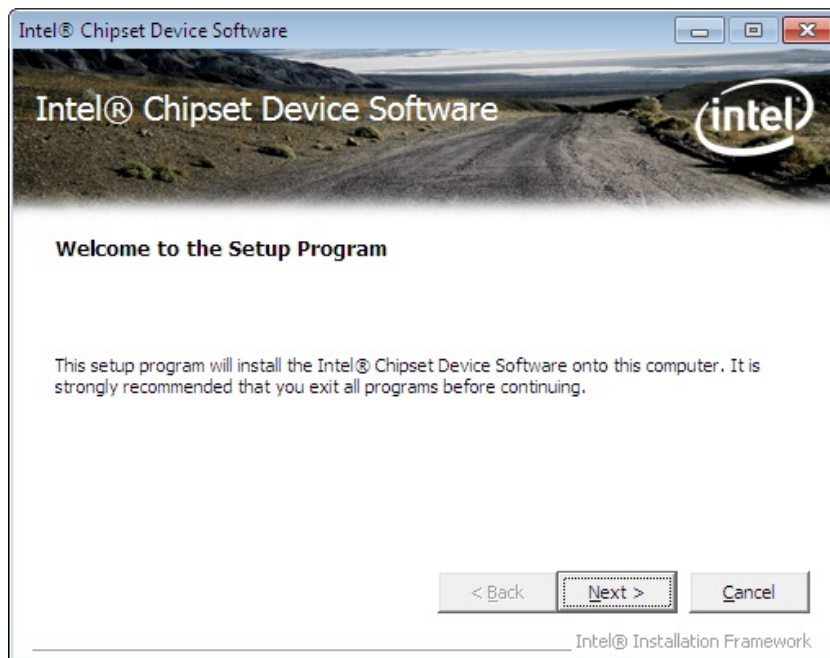 Intel® Chipset Device Software
Intel® Chipset Device Software
intel
Welcome to the Setup Program
This setup program will install the Intel® Chipset Device Software onto this computer. It is
strongly recommended that you exit all programs before continuing.
< Back
Next >
Cancel
Intel® Installation Framework